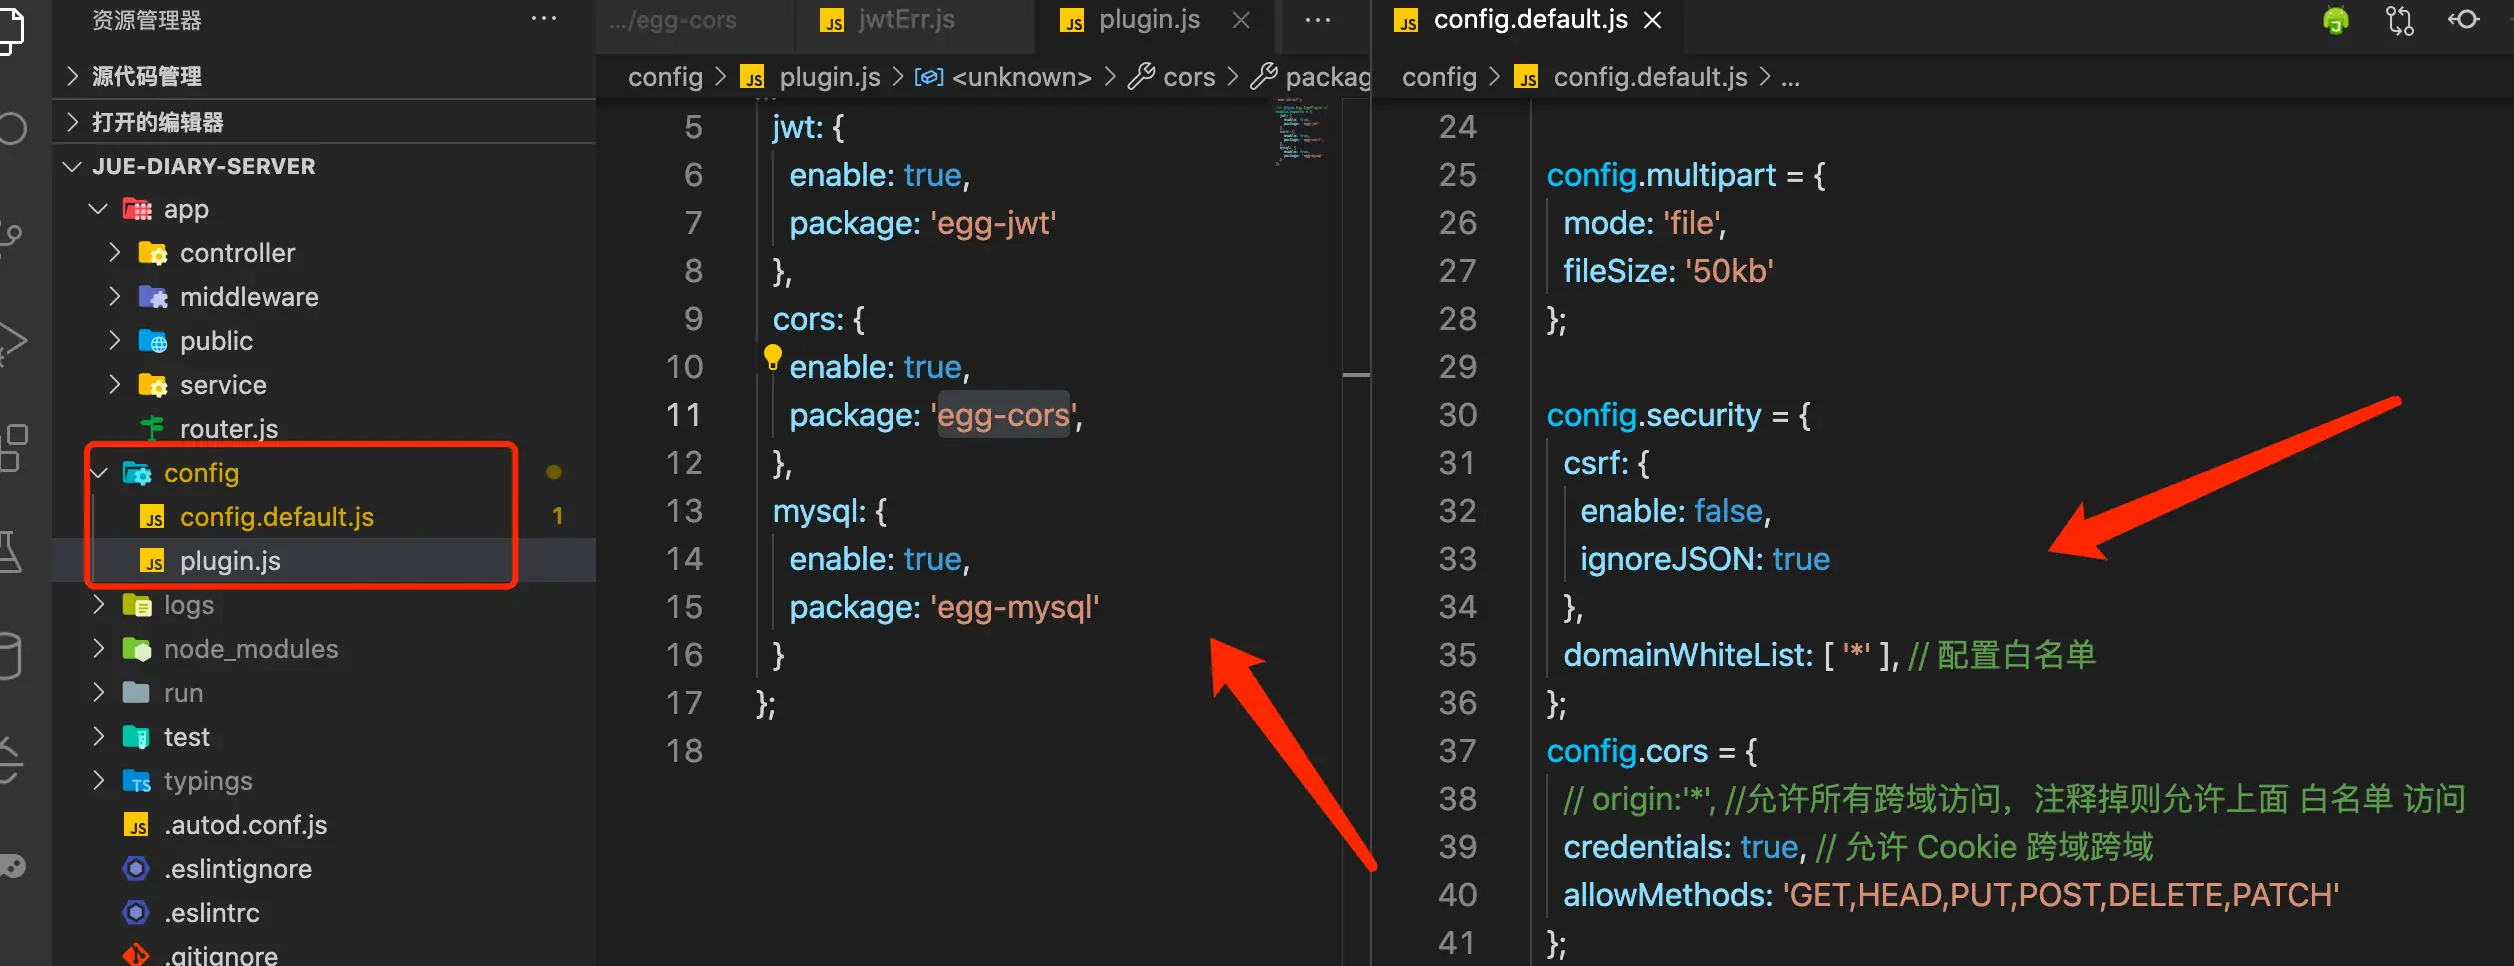 资源管理器
···
源代码管理
打开的编辑器
JUE-DIARY-SERVER
app
controller
middleware
public
service
router.js
config
config.default.js 1
plugin.js
logs
node_modules
run
test
typings
.autod.conf.js
.eslintignore
.eslintrc
.gitignore
.../egg-cors
JS jwtErr.js
JS plugin.js
···
config > JS plugin.js > <unknown> > cors > packag
5 jwt: {
6 enable: true,
7 package: 'egg-jwt'
8 },
9 cors: {
10 enable: true,
11 package: 'egg-cors',
12 },
13 mysql: {
14 enable: true,
15 package: 'egg-mysql'
16 }
17 };
18
JS config.default.js
config > JS config.default.js > ...
24
25 config.multipart = {
26 mode: 'file',
27 fileSize: '50kb'
28 };
29
30 config.security = {
31 csrf: {
32 enable: false,
33 ignoreJSON: true
34 },
35 domainWhiteList: [ '*' ], // 配置白名单
36 };
37 config.cors = {
38 // origin:'*', //允许所有跨域访问，注释掉则允许上面 白名单 访问
39 credentials: true, // 允许 Cookie 跨域跨域
40 allowMethods: 'GET,HEAD,PUT,POST,DELETE,PATCH'
41 };